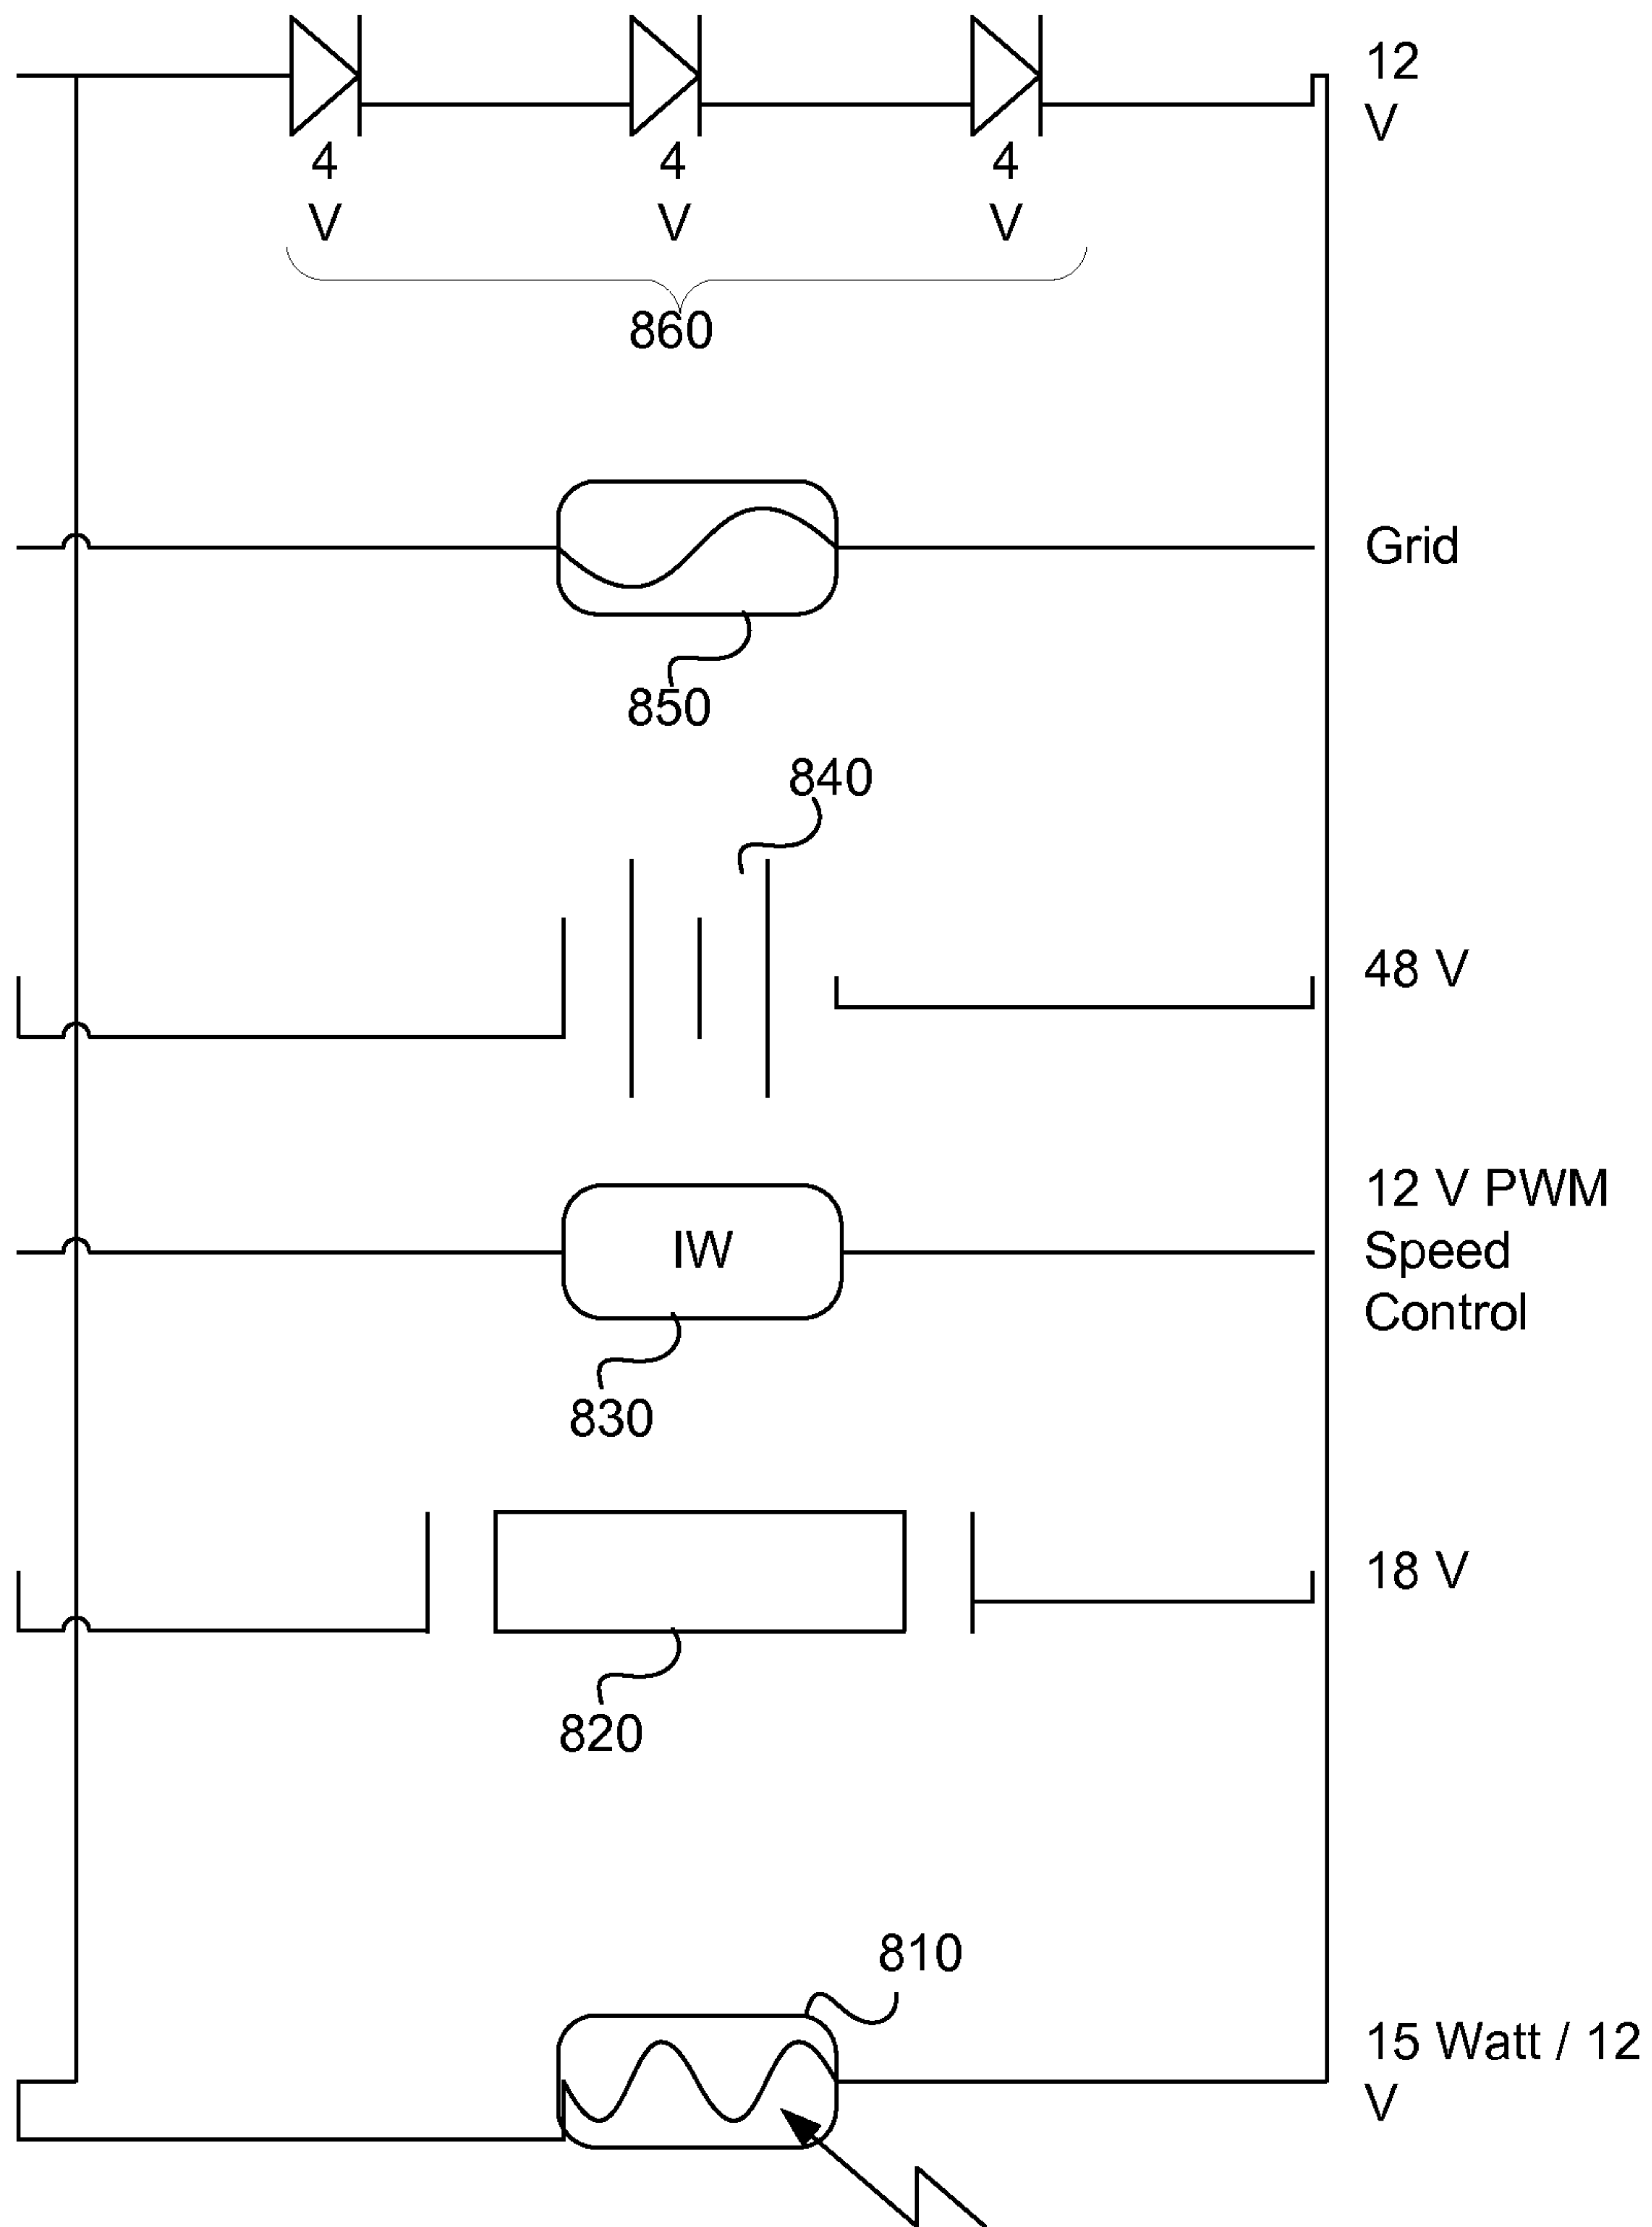 12
V
4
V
4
V
4
V
860
Grid
850
840
48 V
12 V PWM
Speed
Control
IW
830
18 V
820
810
15 Watt / 12
V